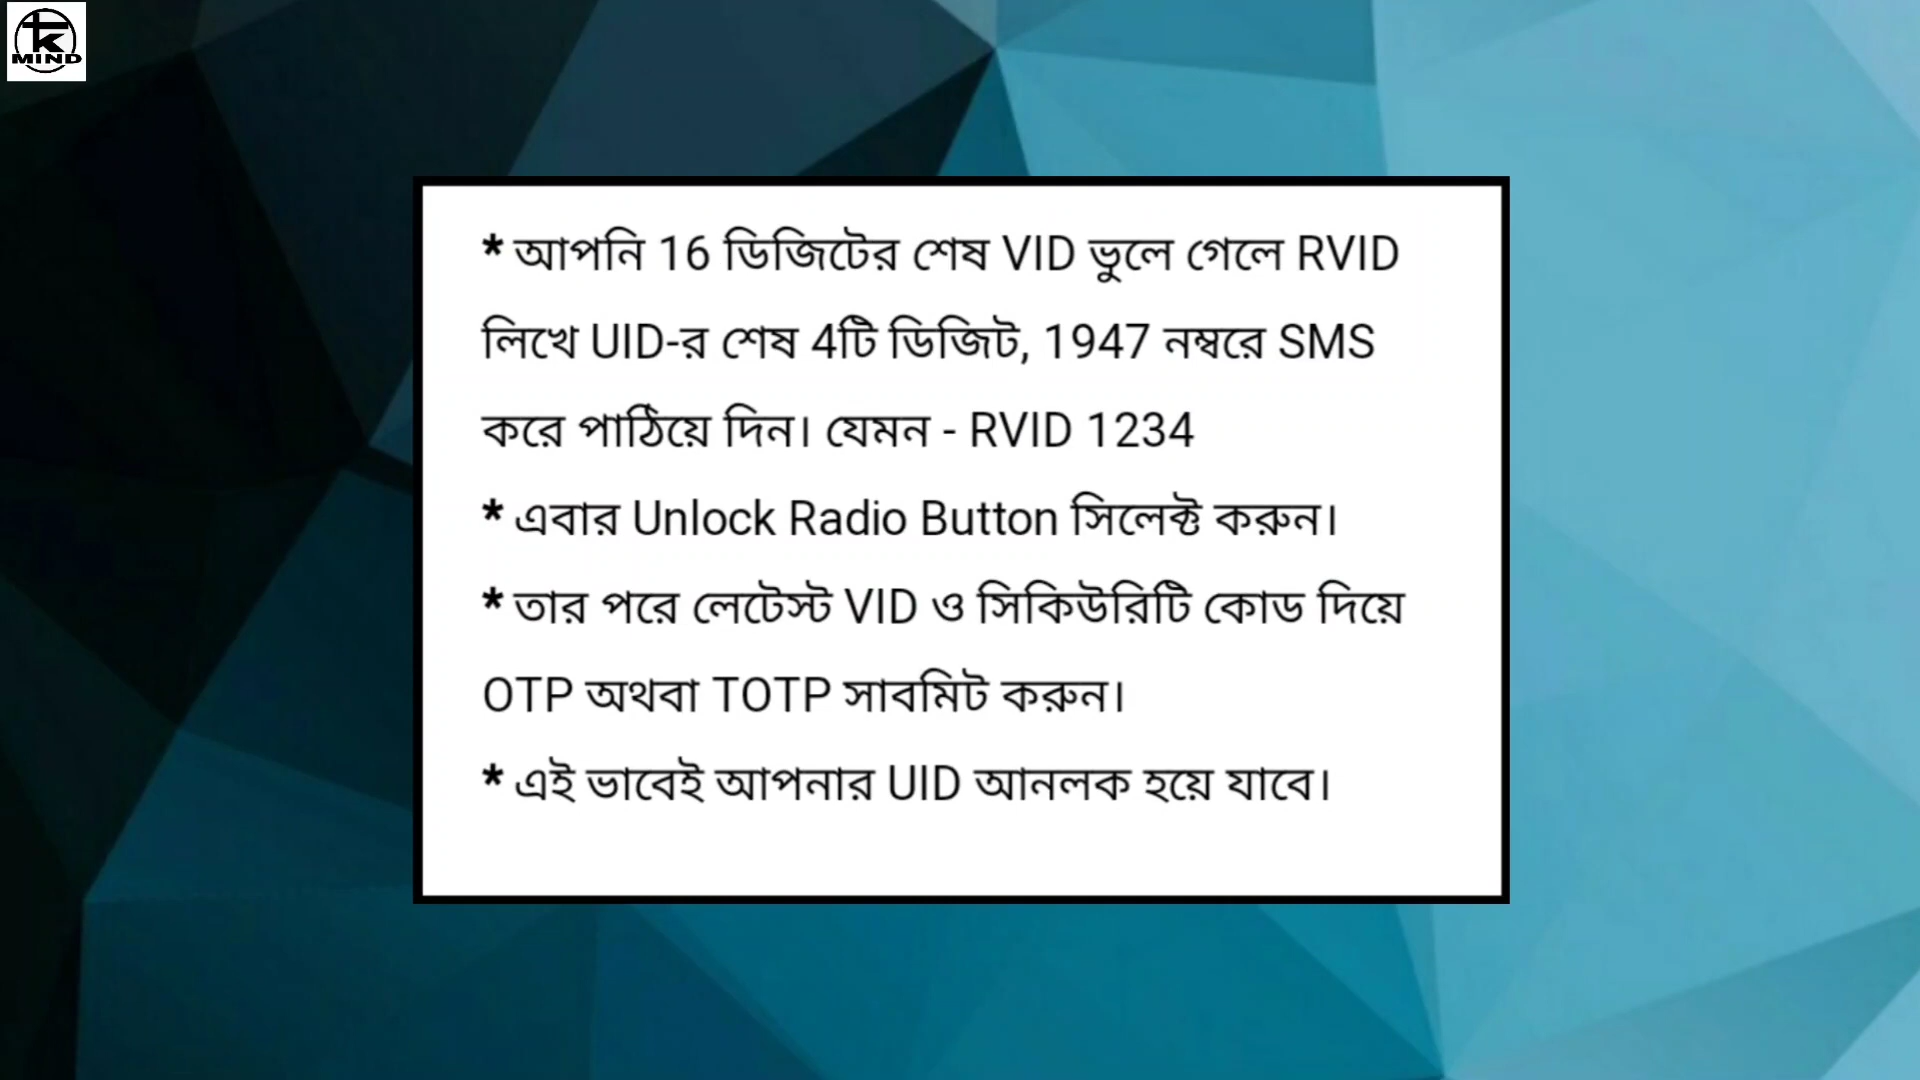 TK
MIND
* আপনি 16 ডিজিটের শেষ VID ভুলে গেলে RVID
লিখে UID-র শেষ 4টি ডিজিট, 1947 নম্বরে SMS
করে পাঠিয়ে দিন। যেমন - RVID 1234
* এবার Unlock Radio Button সিলেক্ট করুন।
* তার পরে লেটেস্ট VID ও সিকিউরিটি কোড দিয়ে
OTP অথবা TOTP সাবমিট করুন।
* এই ভাবেই আপনার UID আনলক হয়ে যাবে।